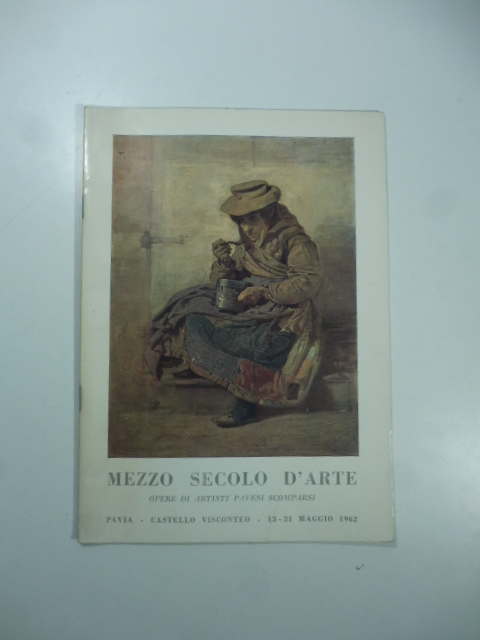 MEZZO SECOLO D'ARTE
OPERE DI ARTISTI PAVESI SCOMPARSI
PAVIA - CASTELLO VISCONTEO - 13-31 MAGGIO 1962